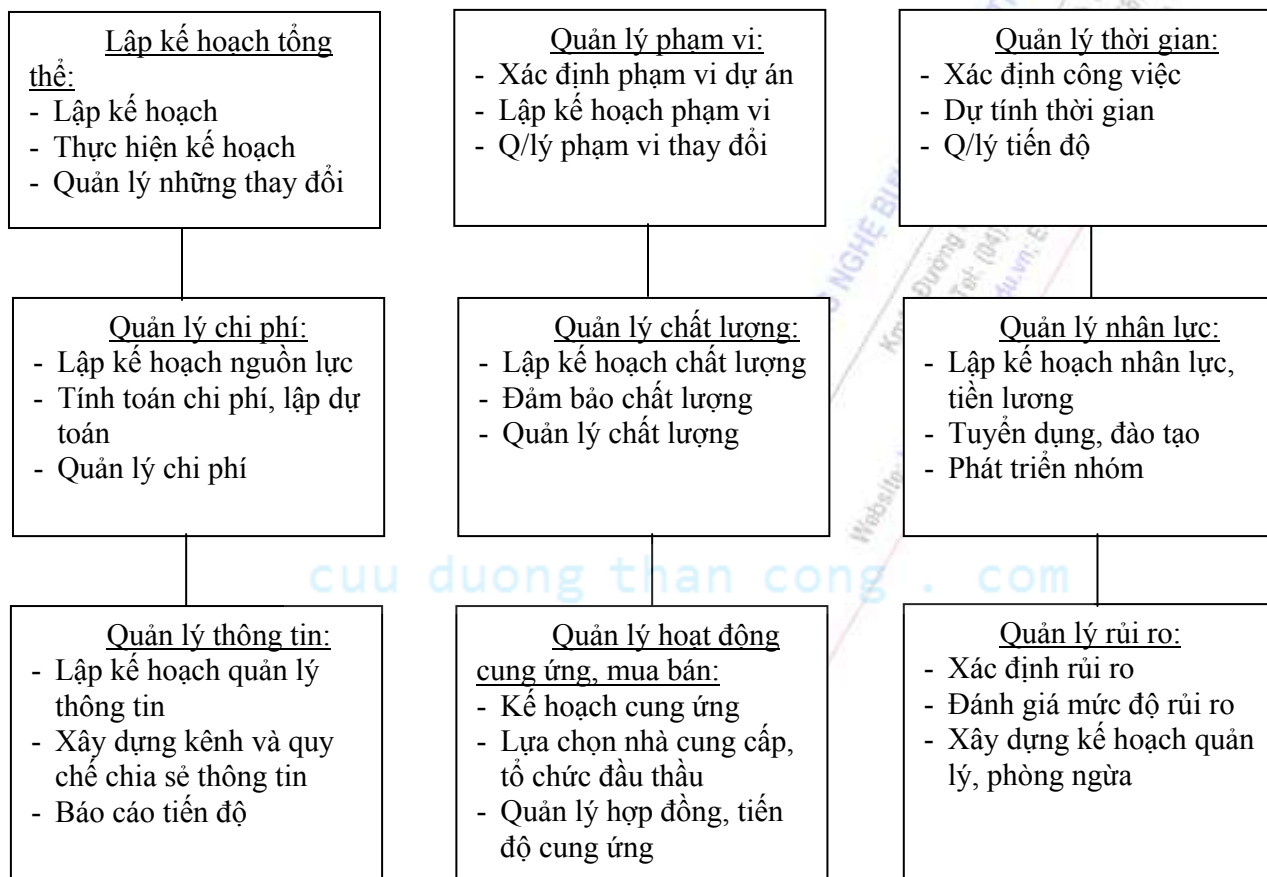 Lập kế hoạch tổng
thể:
- Lập kế hoạch
- Thực hiện kế hoạch
- Quản lý những thay đổi
Quản lý phạm vi:
- Xác định phạm vi dự án
- Lập kế hoạch phạm vi
- Q/lý phạm vi thay đổi
Quản lý thời gian:
- Xác định công việc
- Dự tính thời gian
- Q/lý tiến độ
Quản lý chi phí:
- Lập kế hoạch nguồn lực
- Tính toán chi phí, lập dự
toán
- Quản lý chi phí
Quản lý chất lượng:
- Lập kế hoạch chất lượng
- Đảm bảo chất lượng
- Quản lý chất lượng
Quản lý nhân lực:
- Lập kế hoạch nhân lực,
tiền lương
- Tuyển dụng, đào tạo
- Phát triển nhóm
cuu duong than cong . com
Quản lý thông tin:
- Lập kế hoạch quản lý
thông tin
- Xây dựng kênh và quy
chế chia sẻ thông tin
- Báo cáo tiến độ
Quản lý hoạt động
cung ứng, mua bán:
- Kế hoạch cung ứng
- Lựa chọn nhà cung cấp,
tổ chức đầu thầu
- Quản lý hợp đồng, tiến
độ cung ứng
Quản lý rủi ro:
- Xác định rủi ro
- Đánh giá mức độ rủi ro
- Xây dựng kế hoạch quản
lý, phòng ngừa
NGHỆ
Đường
Tel: (04)
Website: